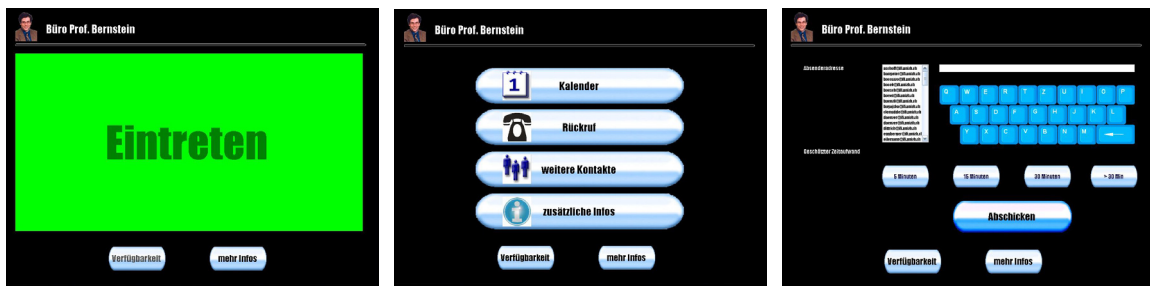 Büro Prof. Bernstein
Eintreten
Verfügbarkeit
mehr Infos
Büro Prof. Bernstein
1
Kalender
Rückruf
weitere Kontakte
zusätzliche Infos
Verfügbarkeit
mehr Infos
Büro Prof. Bernstein
Absenderadresse
Q W E R T Z U I O P
A S D F G H J K L
Y X C V B N M
Geschätzter Zeitaufwand
5 Minuten
15 Minuten
30 Minuten
> 30 Min
Abschicken
Verfügbarkeit
mehr Infos